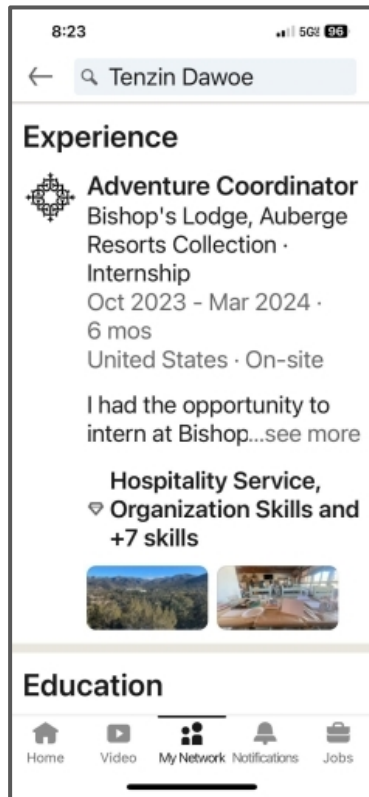 8:23
5G 96
Tenzin Dawoe
Experience
Adventure Coordinator
Bishop's Lodge, Auberge
Resorts Collection ·
Internship
Oct 2023 - Mar 2024 ·
6 mos
United States · On-site
I had the opportunity to
intern at Bishop...see more
Hospitality Service,
Organization Skills and
+7 skills
Education
Home Video My Network Notifications Jobs